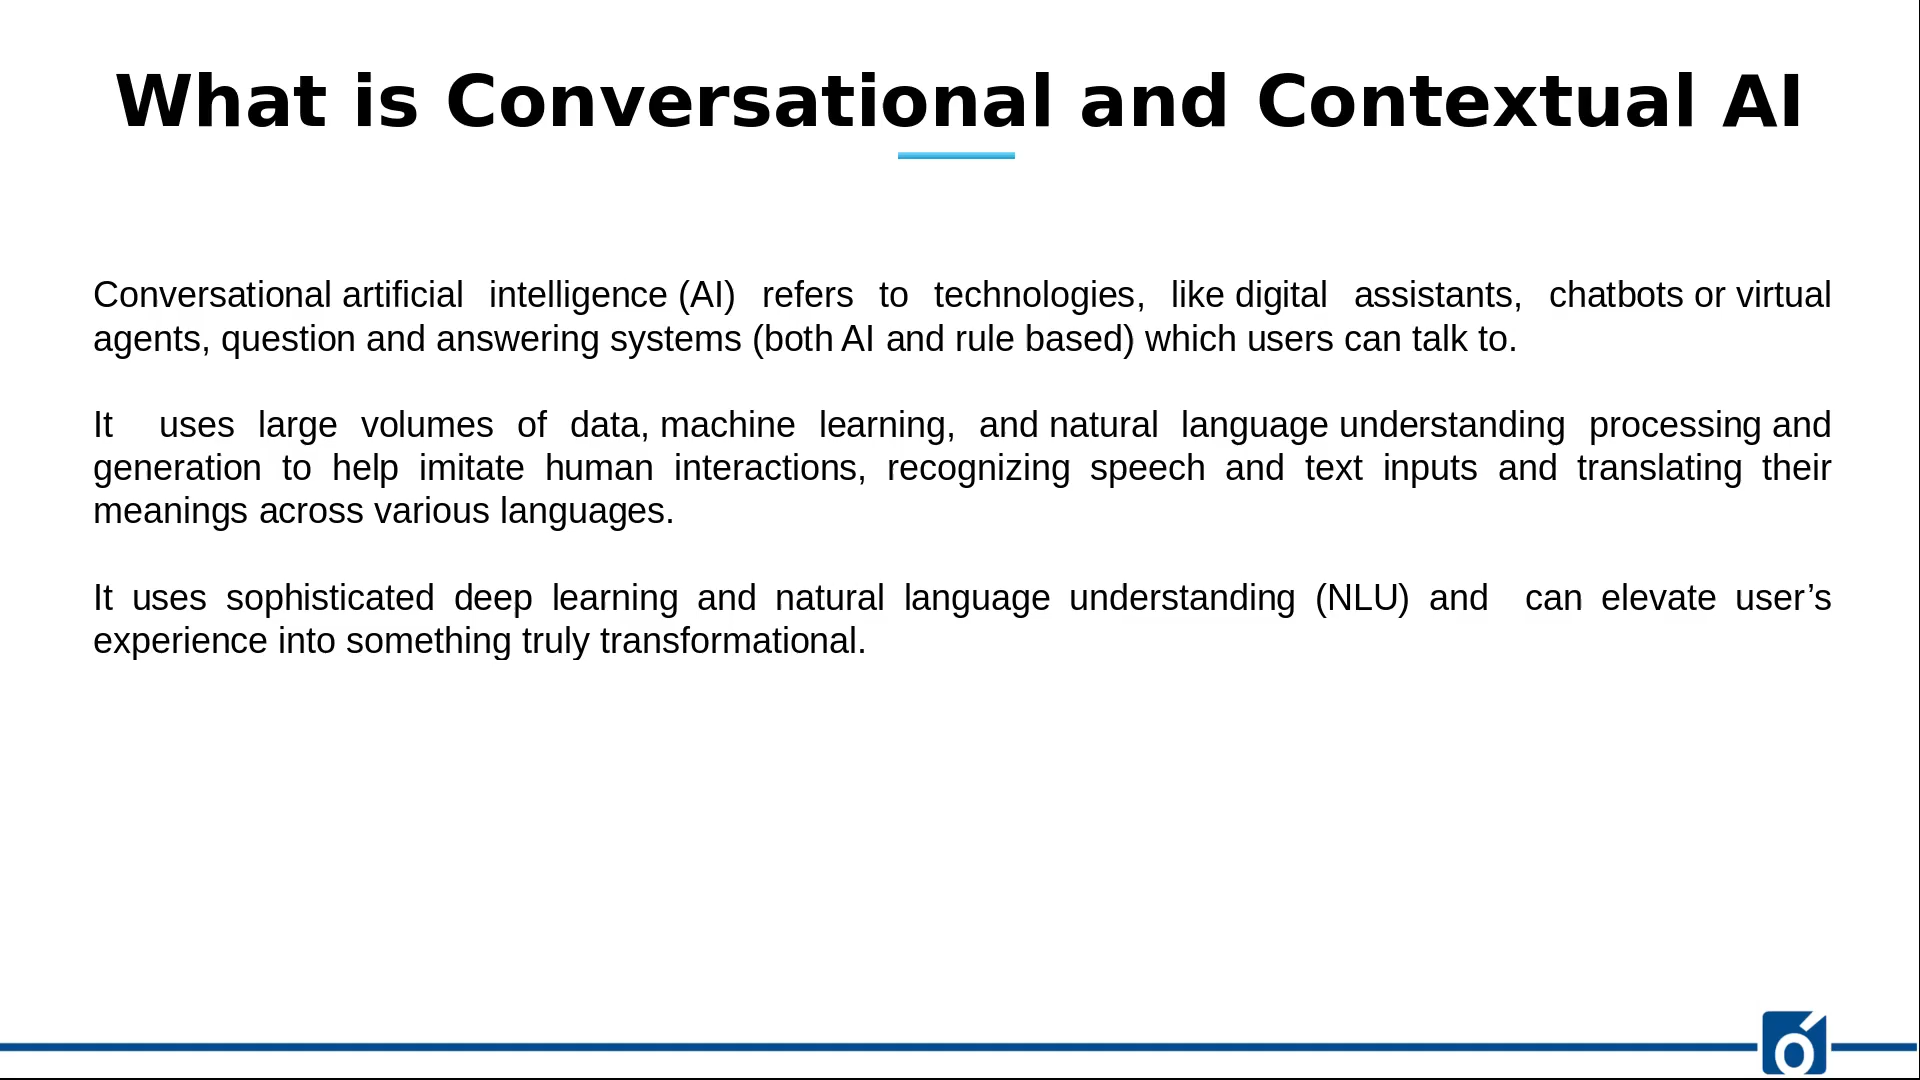 What is Conversational and Contextual AI
Conversational artificial intelligence (AI) refers to technologies, like digital assistants, chatbots or virtual
agents, question and answering systems (both AI and rule based) which users can talk to.
It uses large volumes of data, machine learning, and natural language understanding processing and
generation to help imitate human interactions, recognizing speech and text inputs and translating their
meanings across various languages.
It uses sophisticated deep learning and natural language understanding (NLU) and can elevate user’s
experience into something truly transformational.
ó